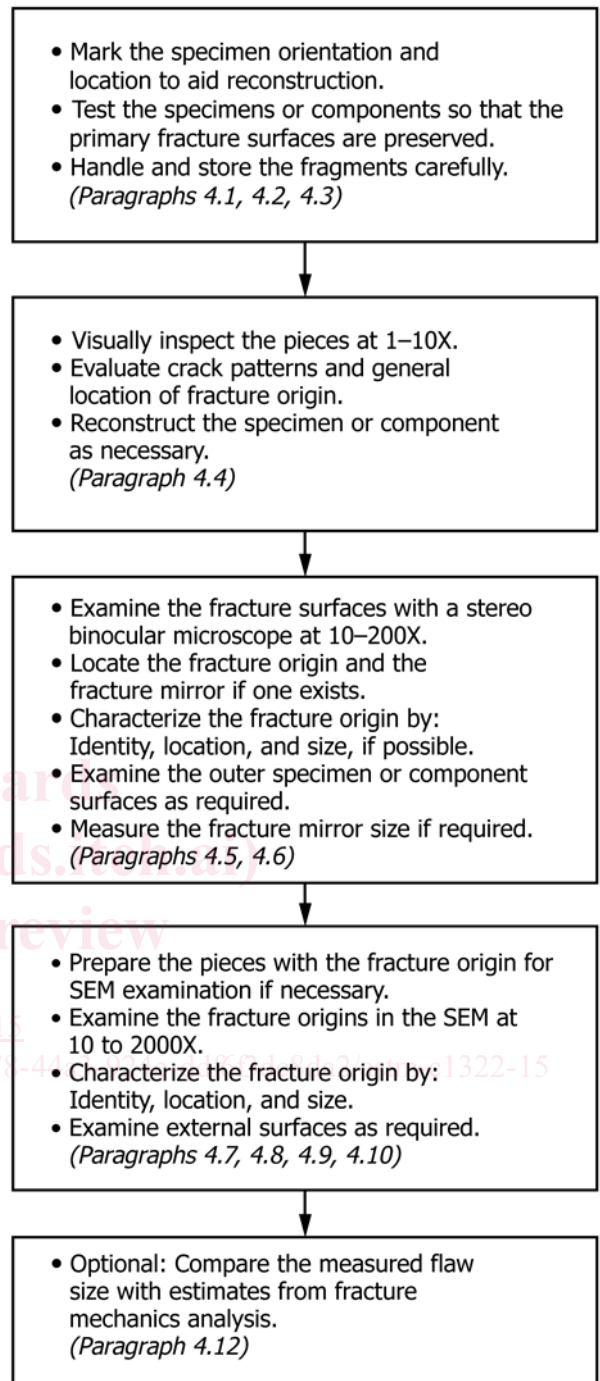 • Mark the specimen orientation and
location to aid reconstruction.
• Test the specimens or components so that the
primary fracture surfaces are preserved.
• Handle and store the fragments carefully.
(Paragraphs 4.1, 4.2, 4.3)
• Visually inspect the pieces at 1–10X.
• Evaluate crack patterns and general
location of fracture origin.
• Reconstruct the specimen or component
as necessary.
(Paragraph 4.4)
• Examine the fracture surfaces with a stereo
binocular microscope at 10–200X.
• Locate the fracture origin and the
fracture mirror if one exists.
• Characterize the fracture origin by:
Identity, location, and size, if possible.
• Examine the outer specimen or component
surfaces as required.
• Measure the fracture mirror size if required.
(Paragraphs 4.5, 4.6)
ards
ds.iteh.ai)
review
• Prepare the pieces with the fracture origin for
SEM examination if necessary.
• Examine the fracture origins in the SEM at
10 to 2000X.
• Characterize the fracture origin by:
1322-15
Identity, location, and size.
• Examine external surfaces as required.
(Paragraphs 4.7, 4.8, 4.9, 4.10)
• Optional: Compare the measured flaw
size with estimates from fracture
mechanics analysis.
(Paragraph 4.12)